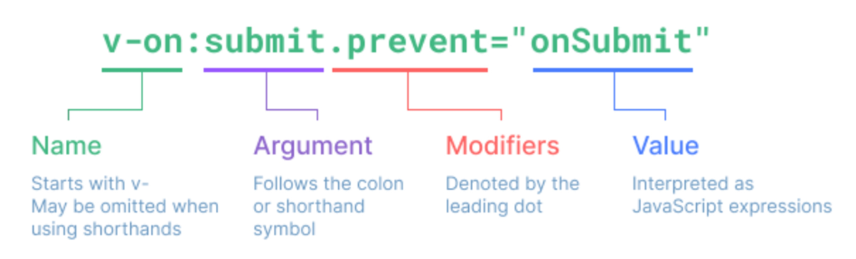 v-on:submit.prevent="onSubmit"
Name
Starts with v-
May be omitted when
using shorthands
Argument
Follows the colon
or shorthand
symbol
Modifiers
Denoted by the
leading dot
Value
Interpreted as
JavaScript expressions